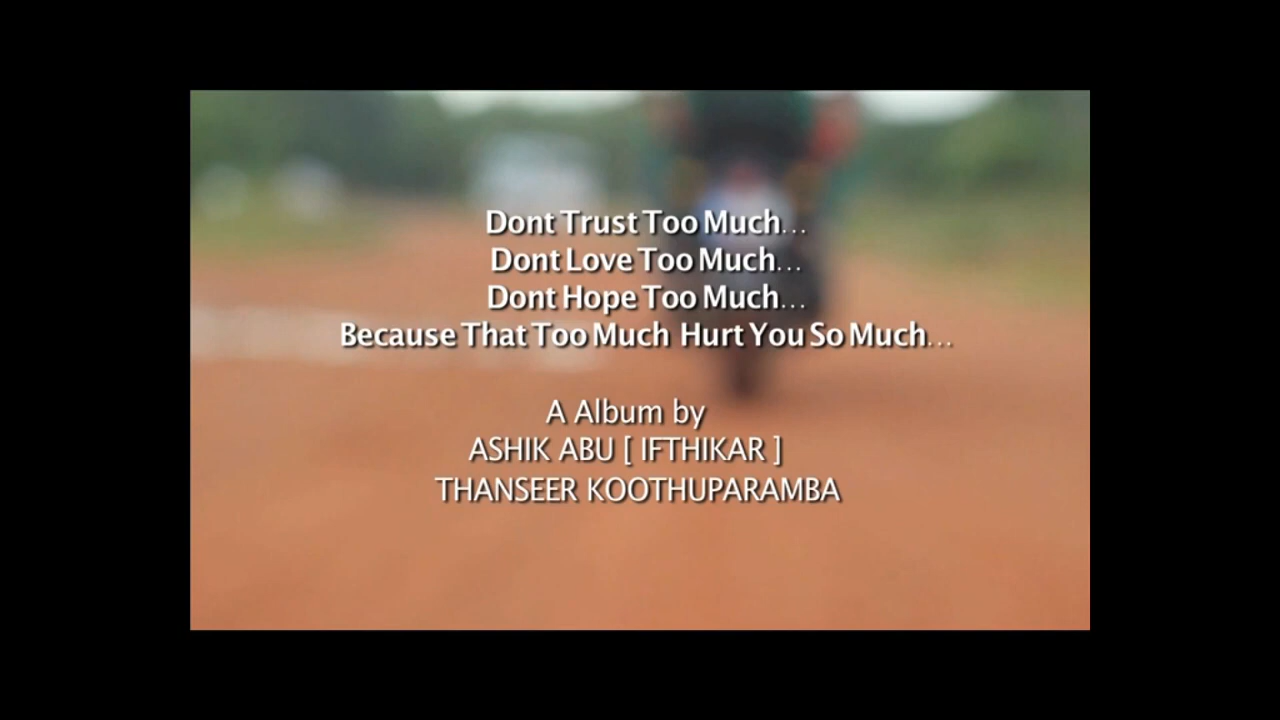 Dont Trust Too Much...
Dont Love Too Much...
Dont Hope Too Much...
Because That Too Much Hurt You So Much...
A Album by
ASHIK ABU [ IFTHIKAR ]
THANSEER KOOTHUPARAMBA